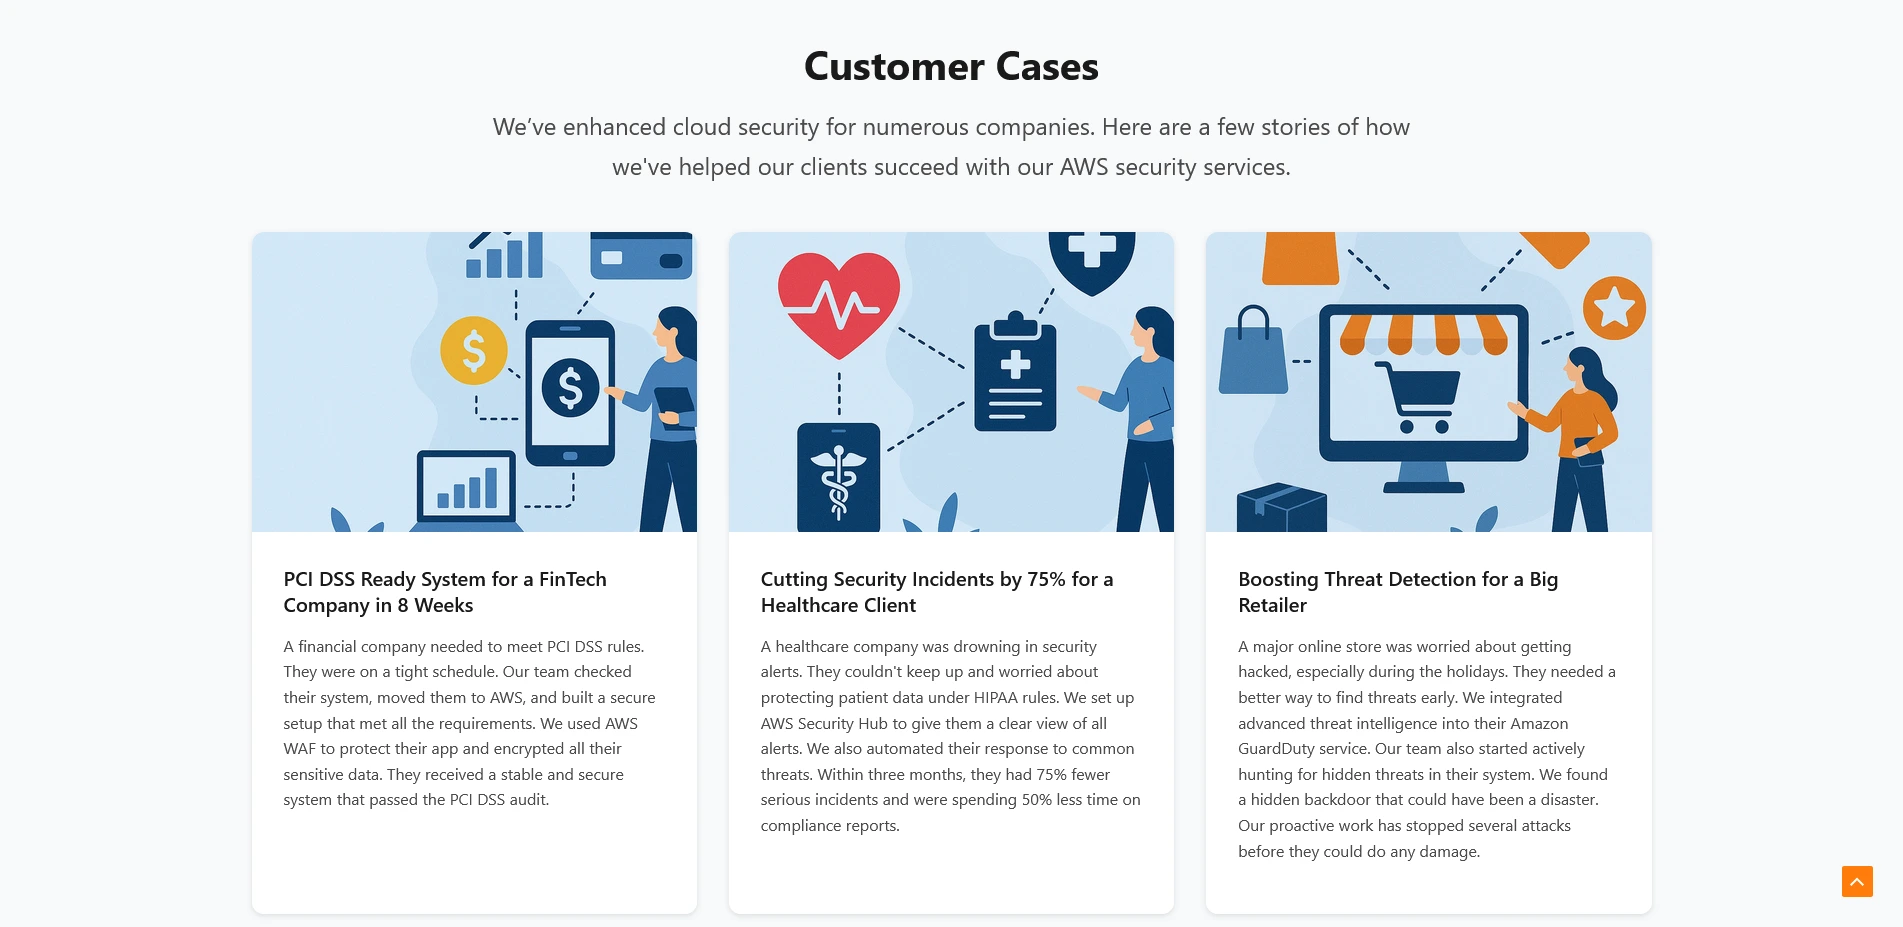 Customer Cases
We’ve enhanced cloud security for numerous companies. Here are a few stories of how
we've helped our clients succeed with our AWS security services.
$
$
PCI DSS Ready System for a FinTech
Company in 8 Weeks
A financial company needed to meet PCI DSS rules.
They were on a tight schedule. Our team checked
their system, moved them to AWS, and built a secure
setup that met all the requirements. We used AWS
WAF to protect their app and encrypted all their
sensitive data. They received a stable and secure
system that passed the PCI DSS audit.
Cutting Security Incidents by 75% for a
Healthcare Client
A healthcare company was drowning in security
alerts. They couldn't keep up and worried about
protecting patient data under HIPAA rules. We set up
AWS Security Hub to give them a clear view of all
alerts. We also automated their response to common
threats. Within three months, they had 75% fewer
serious incidents and were spending 50% less time on
compliance reports.
Boosting Threat Detection for a Big
Retailer
A major online store was worried about getting
hacked, especially during the holidays. They needed a
better way to find threats early. We integrated
advanced threat intelligence into their Amazon
GuardDuty service. Our team also started actively
hunting for hidden threats in their system. We found
a hidden backdoor that could have been a disaster.
Our proactive work has stopped several attacks
before they could do any damage.